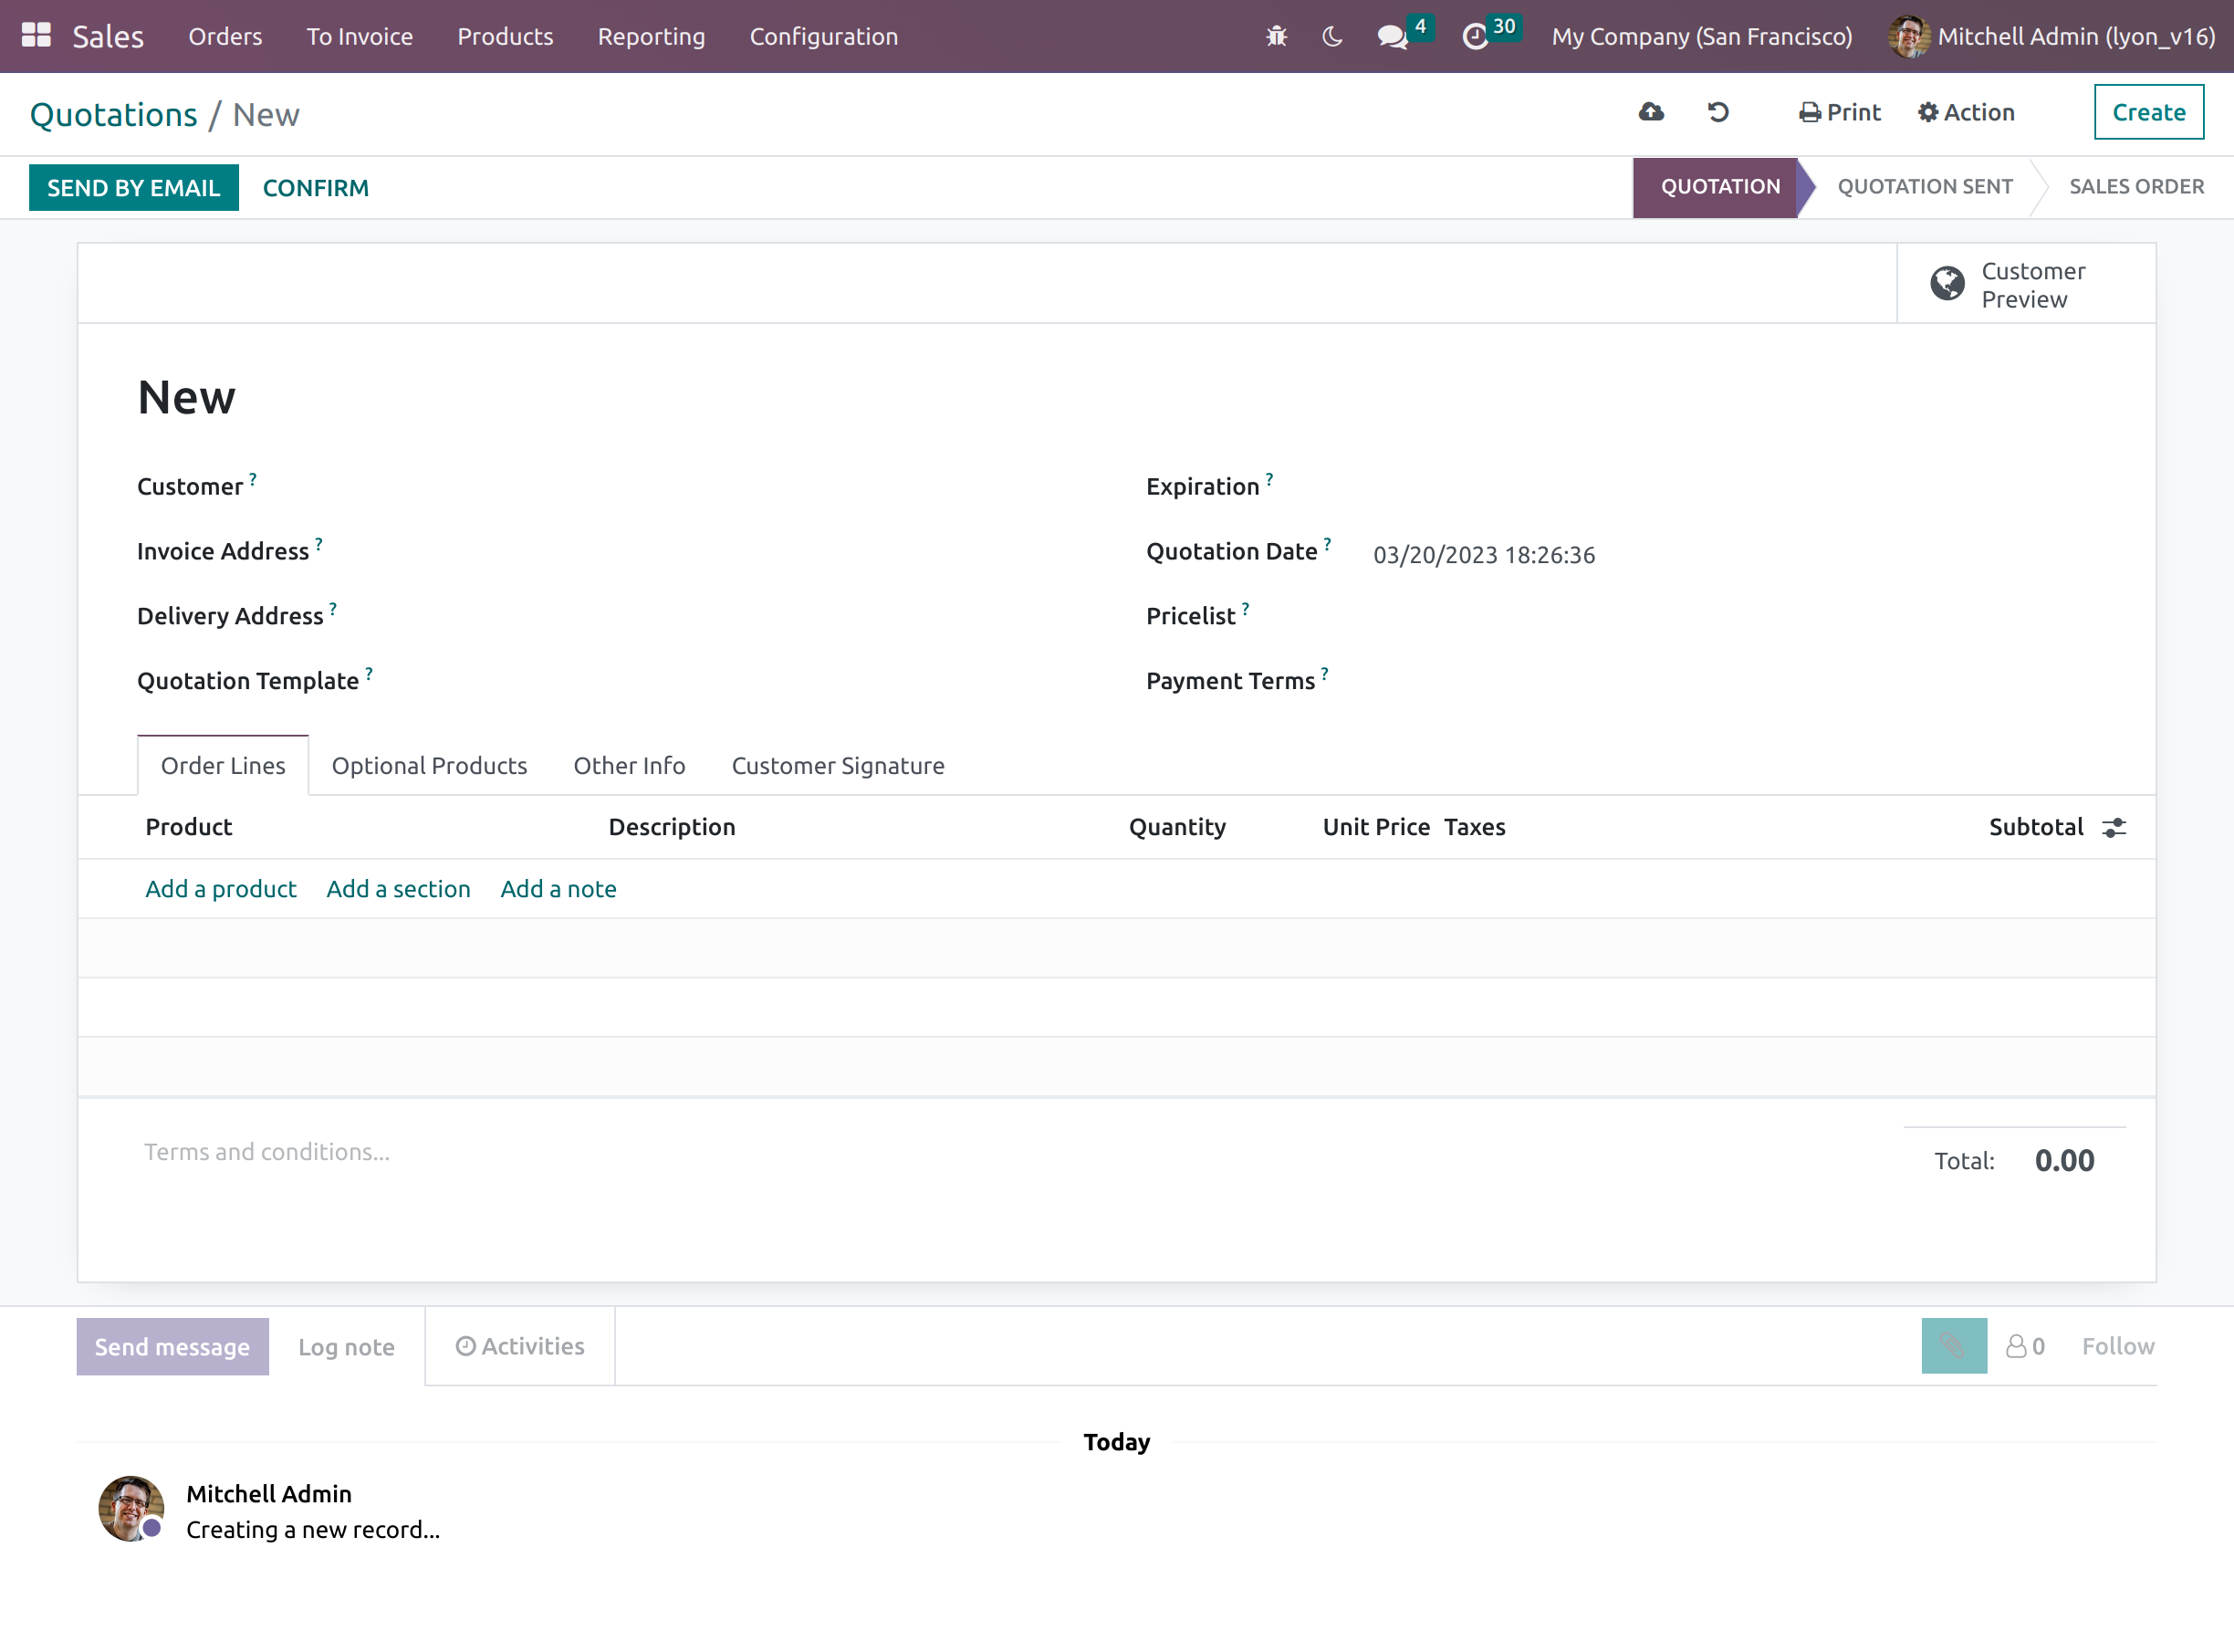 Sales Orders To Invoice Products Reporting Configuration 4 30 My Company (San Francisco) Mitchell Admin (lyon_v16)
Quotations / New Print Action Create
SEND BY EMAIL CONFIRM QUOTATION QUOTATION SENT SALES ORDER
Customer
Preview
New
Customer ? Expiration ?
Invoice Address ? Quotation Date ? 03/20/2023 18:26:36
Delivery Address ? Pricelist ?
Quotation Template ? Payment Terms ?
Order Lines Optional Products Other Info Customer Signature
Product Description Quantity Unit Price Taxes Subtotal
Add a product Add a section Add a note
Terms and conditions... Total: 0.00
Send message Log note Activities 0 Follow
Today
Mitchell Admin
Creating a new record...